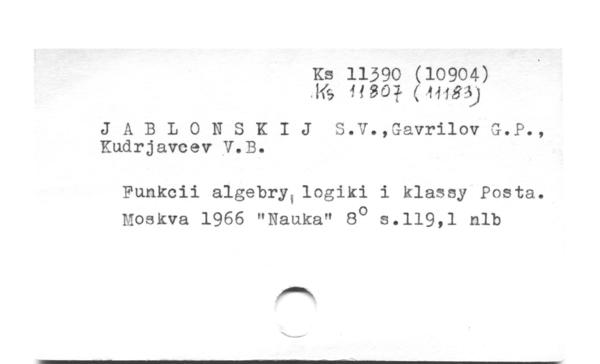 Ks 11390 (10904)
Ks 11807 (11183)
J A B L O N S K I J S.V.,Gavrilov G.P.,
Kudrjavcev V.B.
Funkcii algebry, logiki i klassy Posta.
Moskva 1966 "Nauka" 8° s.119,1 nlb